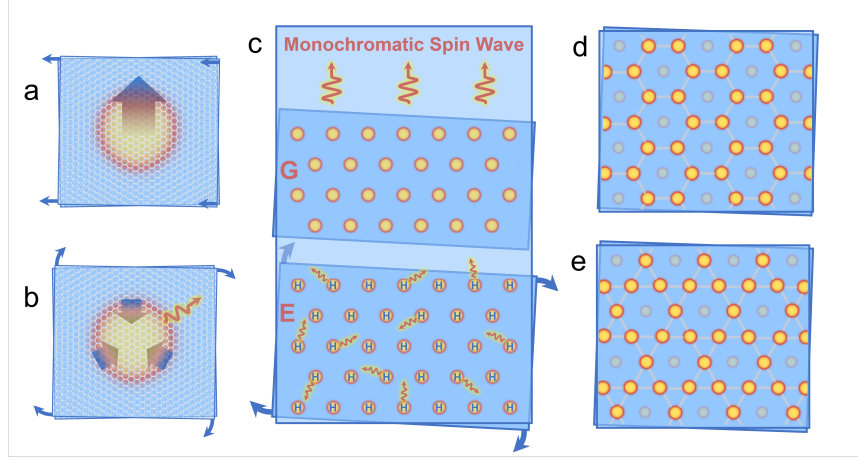 a
b
c
Monochromatic Spin Wave
G
H H H H H H H
E H H H H H H
H H H H H H H
H H H H H H
H H H H H H H
d
e